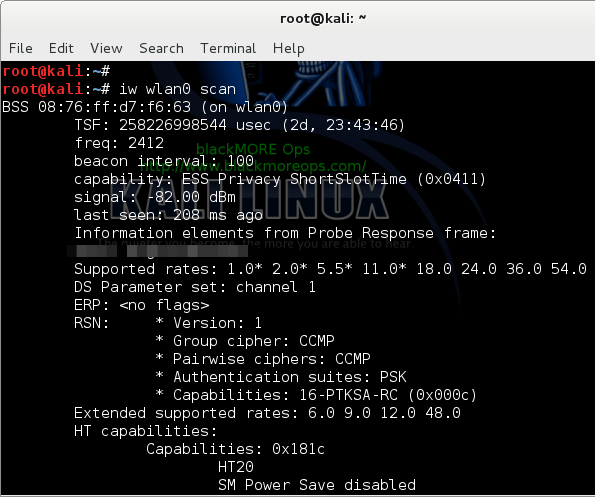 root@kali: ~
File Edit View Search Terminal Help
root@kali:~#
root@kali:~# iw wlan0 scan
BSS 08:76:ff:d7:f6:63 (on wlan0)
TSF: 258226998544 usec (2d, 23:43:46)
freq: 2412
blackMORE Ops
beacon interval: 100
http://www.blackmoreops.com/
capability: ESS Privacy ShortSlotTime (0x0411)
signal: -82.00 dBm
KALI LINUX
last seen: 208 ms ago
Information elements from Probe Response frame:
The quieter you become, the more you are able to hear.
Supported rates: 1.0* 2.0* 5.5* 11.0* 18.0 24.0 36.0 54.0
DS Parameter set: channel 1
ERP: <no flags>
RSN: * Version: 1
* Group cipher: CCMP
* Pairwise ciphers: CCMP
* Authentication suites: PSK
* Capabilities: 16-PTKSA-RC (0x000c)
Extended supported rates: 6.0 9.0 12.0 48.0
HT capabilities:
Capabilities: 0x181c
HT20
SM Power Save disabled